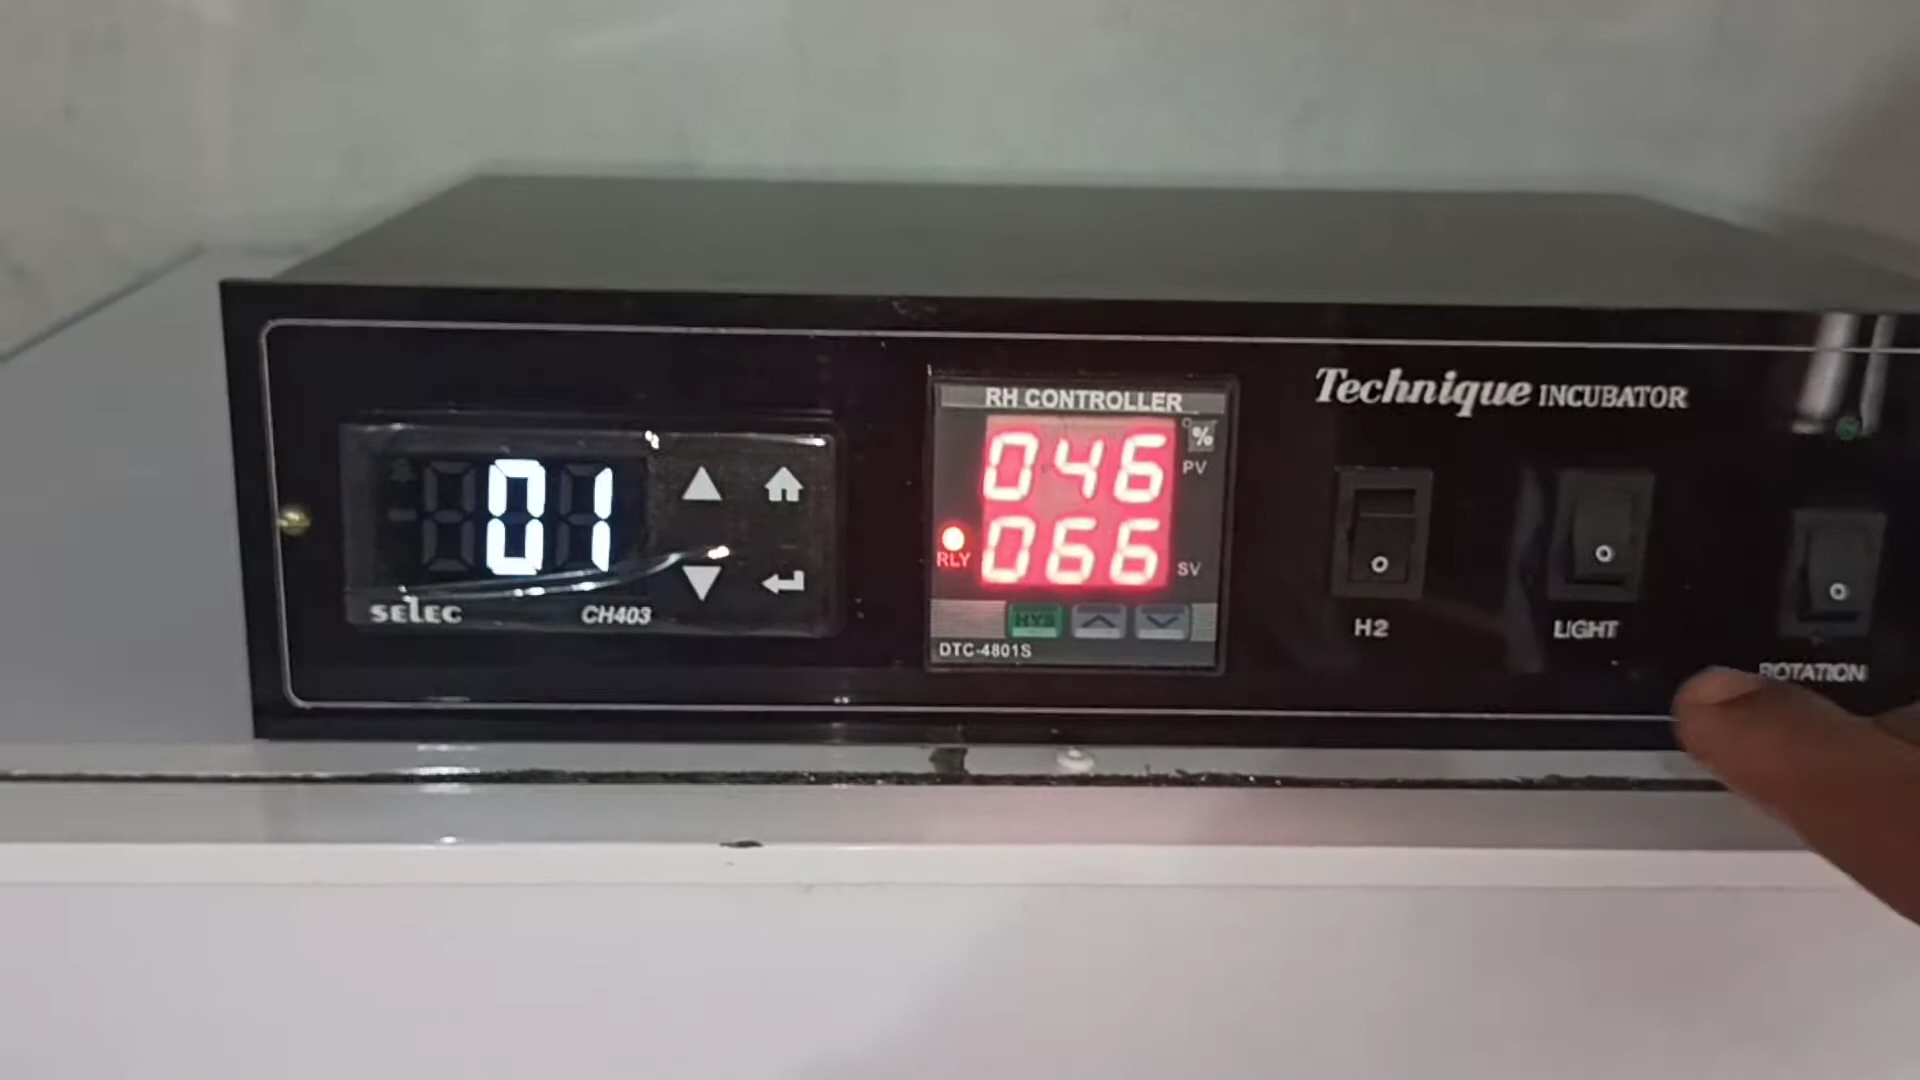 01
selec
CH403
RH CONTROLLER
046
%
PV
RLY
066
SV
HYS
DTC-4801S
Technique INCUBATOR
H2
LIGHT
ROTATION